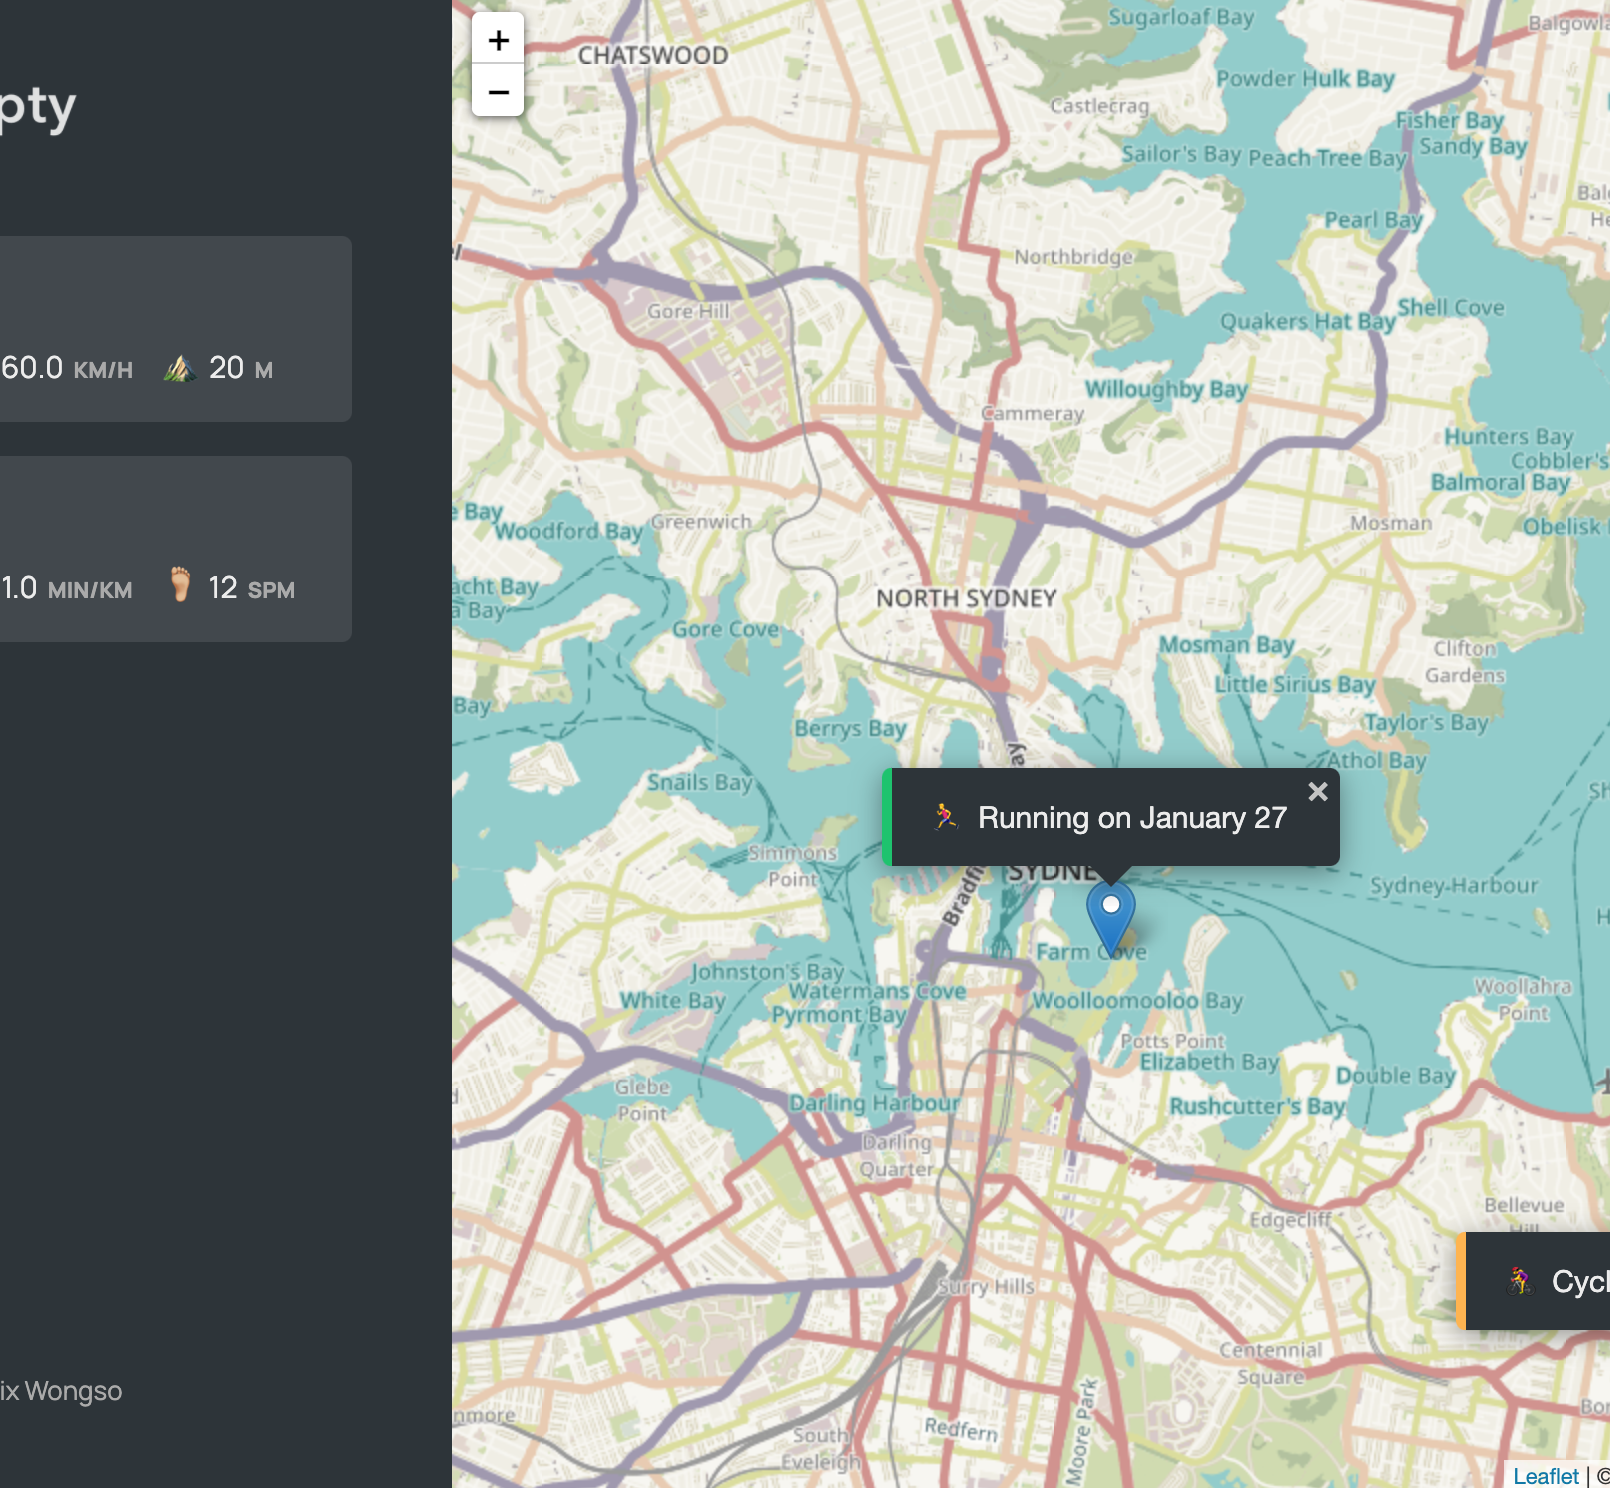 pty
60.0 KM/H 20 M
1.0 MIN/KM 12 SPM
ix Wongso
+
−
CHATSWOOD
Sugarloaf Bay
Powder Hulk Bay
Castlecrag
Fisher Bay
Sandy Bay
Sailor's Bay
Peach Tree Bay
Pearl Bay
Northbridge
Gore Hill
Quakers Hat Bay
Shell Cove
Willoughby Bay
Cammeray
Hunters Bay
Cobbler's
Balmoral Bay
e Bay
Woodford Bay
Greenwich
Mosman
Obelisk
acht Bay
a Bay
NORTH SYDNEY
Gore Cove
Mosman Bay
Clifton
Gardens
Little Sirius Bay
Bay
Berrys Bay
Taylor's Bay
Athol Bay
ay
Snails Bay
Running on January 27
×
Simmons
Point
SYDNE
Sydney Harbour
Bradfi
Farm Cove
Johnston's Bay
White Bay
Watermans Cove
Pyrmont Bay
Woolloomooloo Bay
Woollahra
Point
Potts Point
Elizabeth Bay
Double Bay
Glebe
Point
Darling Harbour
Rushcutter's Bay
Darling
Quarter
Bellevue
Hill
Edgecliff
Surry Hills
Cycl
Centennial
Square
nmore
South
Eveleigh
Redfern
Moore Park
Bor
Leaflet | ©